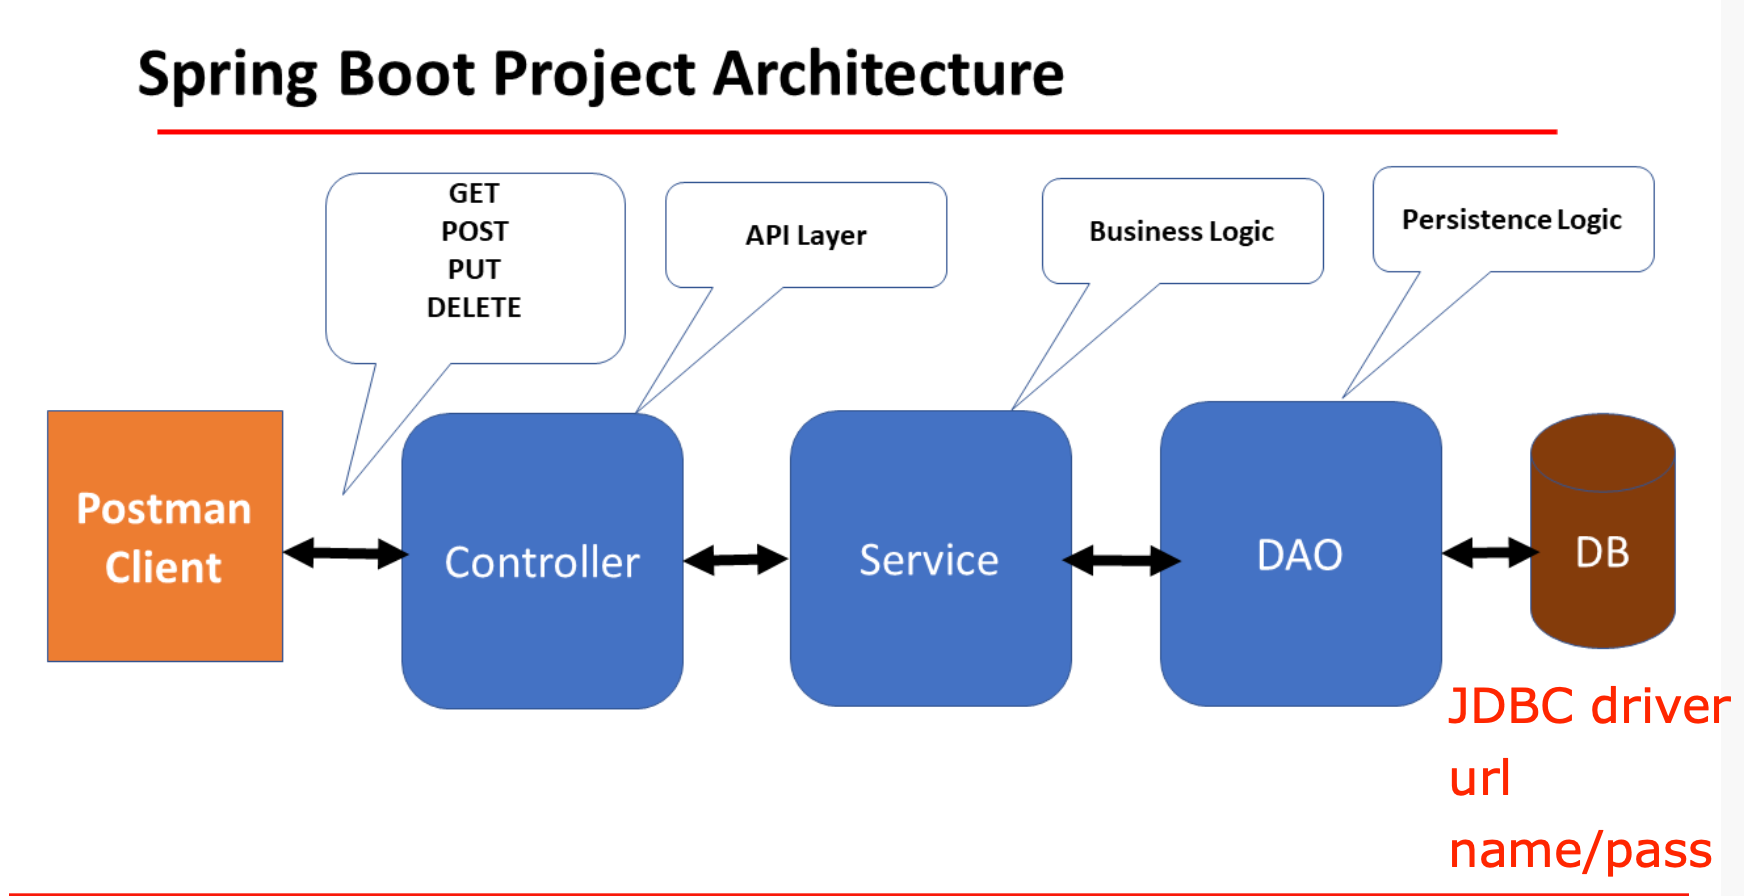 Spring Boot Project Architecture
GET
POST
PUT
DELETE
API Layer
Business Logic
Persistence Logic
Postman
Client
Controller
Service
DAO
DB
JDBC driver
url
name/pass